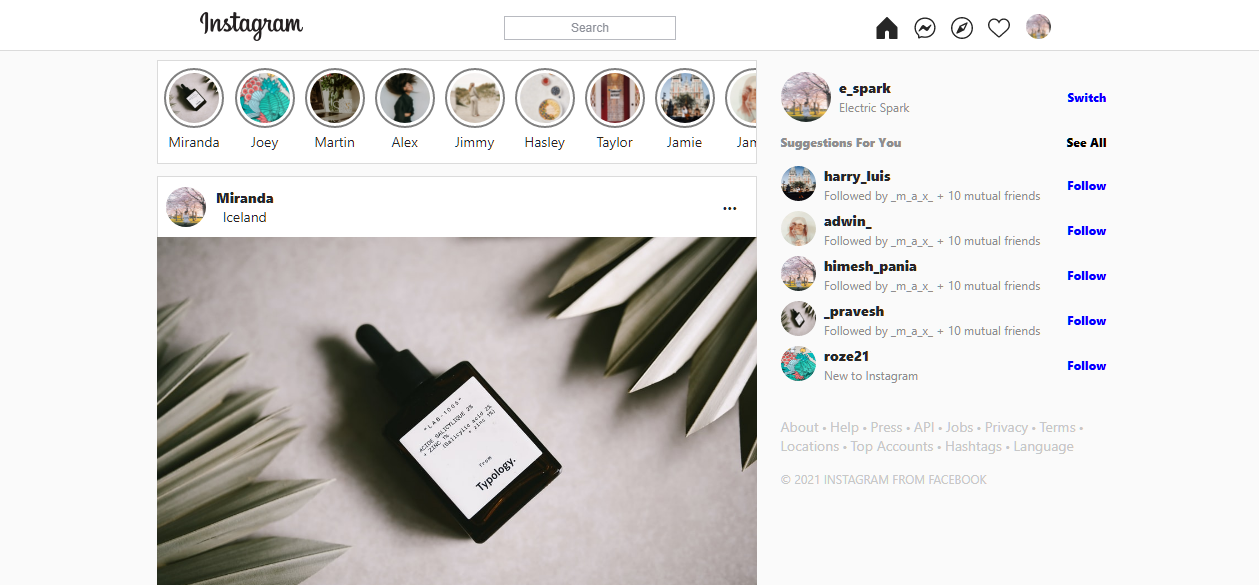 Instagram
Search
Miranda
Joey
Martin
Alex
Jimmy
Hasley
Taylor
Jamie
Jam
Miranda
Iceland
...
"LAB-1006"
ACIDE SALICYLIQUE 2%
+ ZINC 1%
(Salicylic Acid 2%
+ Zinc 1%)
From
Typology.
e_spark
Electric Spark
Switch
Suggestions For You
See All
harry_luis
Followed by _m_a_x_ + 10 mutual friends
Follow
adwin_
Followed by _m_a_x_ + 10 mutual friends
Follow
himesh_pania
Followed by _m_a_x_ + 10 mutual friends
Follow
_pravesh
Followed by _m_a_x_ + 10 mutual friends
Follow
roze21
New to Instagram
Follow
About • Help • Press • API • Jobs • Privacy • Terms •
Locations • Top Accounts • Hashtags • Language
© 2021 INSTAGRAM FROM FACEBOOK